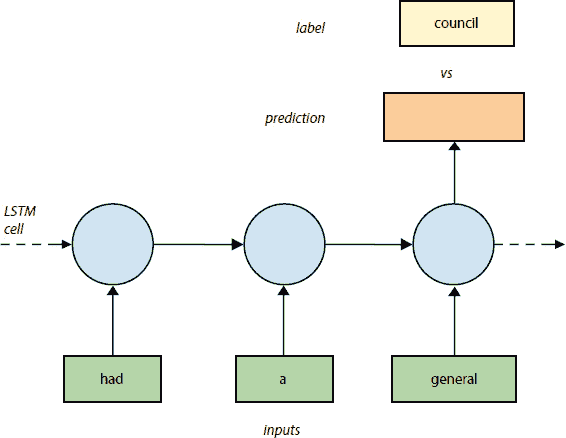 label
council
vs
prediction
LSTM
cell
had
a
general
inputs